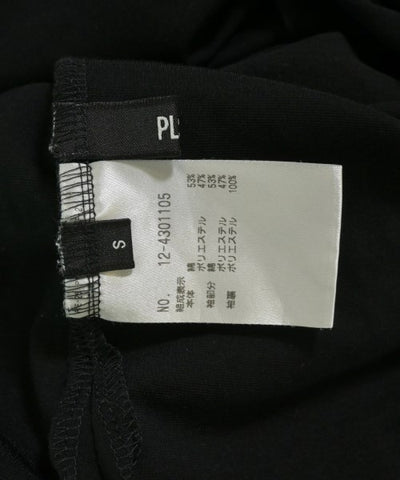 PL
S
NO. 12-4301105
組成表示
本体 綿 53%
ポリエステル 47%
袖部分 綿 53%
ポリエステル 47%
袖裏 ポリエステル 100%